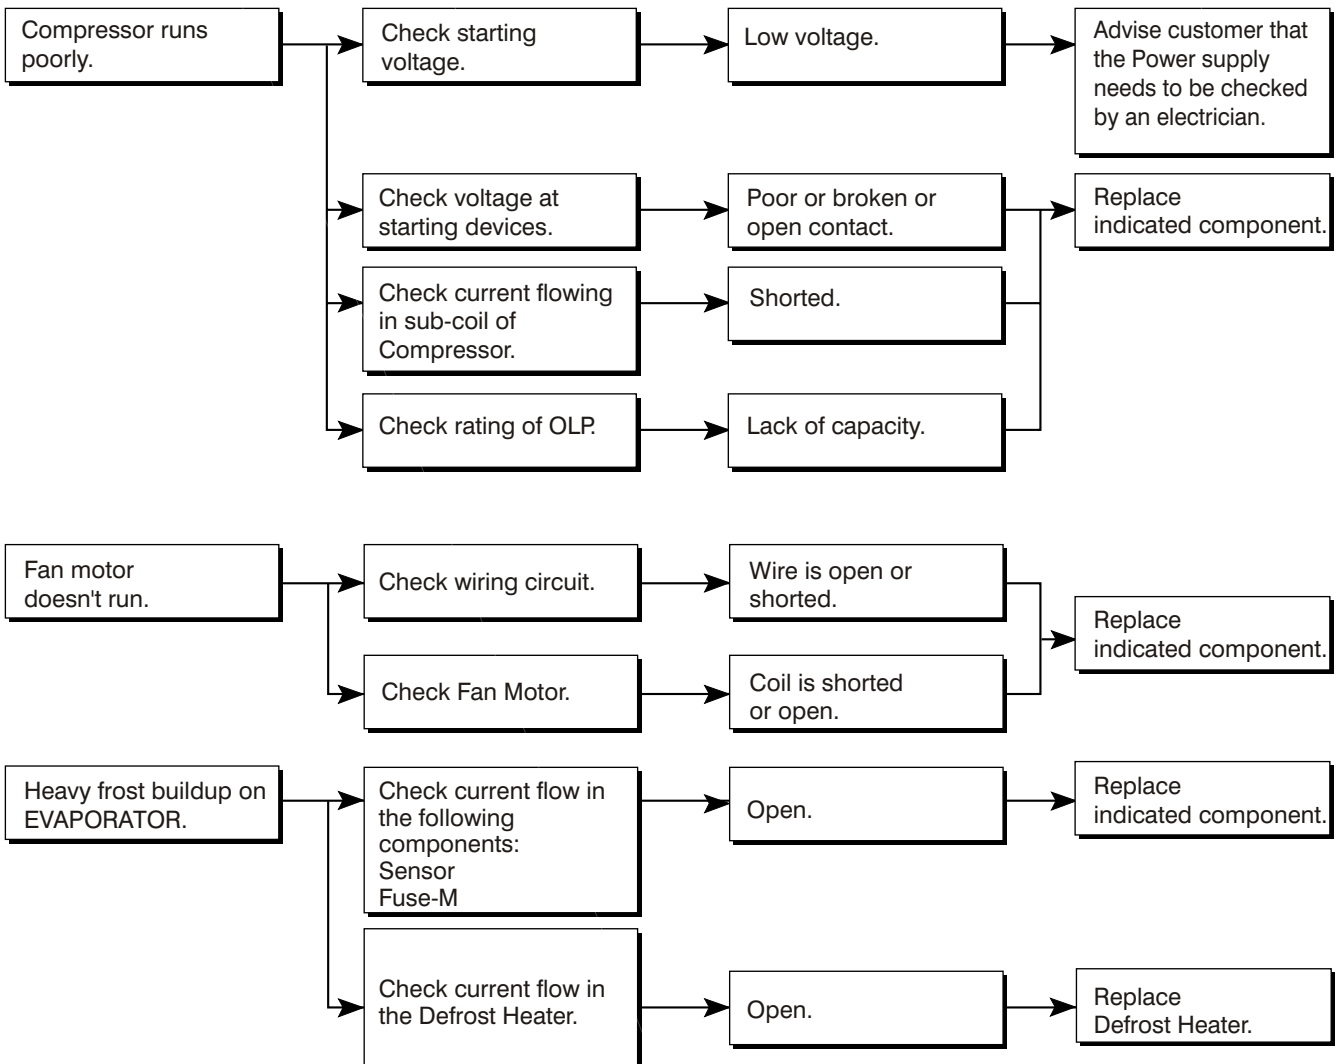 Compressor runs
poorly.
Check starting
voltage.
Low voltage.
Advise customer that
the Power supply
needs to be checked
by an electrician.
Check voltage at
starting devices.
Poor or broken or
open contact.
Replace
indicated component.
Check current flowing
in sub-coil of
Compressor.
Shorted.
Check rating of OLP.
Lack of capacity.
Fan motor
doesn't run.
Check wiring circuit.
Wire is open or
shorted.
Replace
indicated component.
Check Fan Motor.
Coil is shorted
or open.
Heavy frost buildup on
EVAPORATOR.
Check current flow in
the following
components:
Sensor
Fuse-M
Open.
Replace
indicated component.
Check current flow in
the Defrost Heater.
Open.
Replace
Defrost Heater.